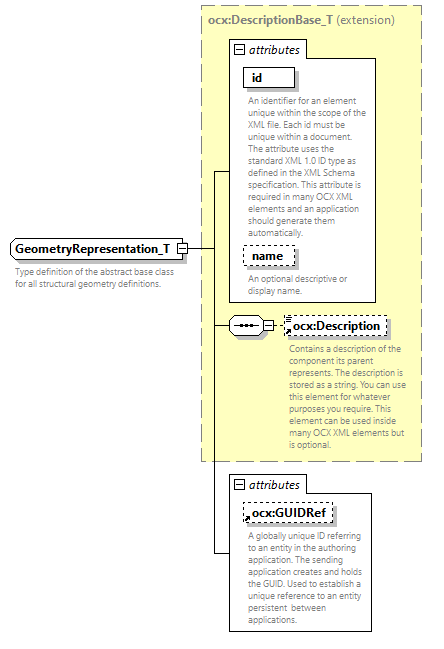 ocx:DescriptionBase_T (extension)
attributes
id
An identifier for an element
unique within the scope of the
XML file. Each id must be
unique within a document.
The attribute uses the
standard XML 1.0 ID type as
defined in the XML Schema
specification. This attribute is
required in many OCX XML
elements and an application
should generate them
automatically.
name
An optional descriptive or
display name.
GeometryRepresentation_T
Type definition of the abstract base class
for all structural geometry definitions.
ocx:Description
Contains a description of the
component its parent
represents. The description is
stored as a string. You can use
this element for whatever
purposes you require. This
element can be used inside
many OCX XML elements but
is optional.
attributes
ocx:GUIDRef
A globally unique ID referring
to an entity in the authoring
application. The sending
application creates and holds
the GUID. Used to establish a
unique reference to an entity
persistent  between
applications.